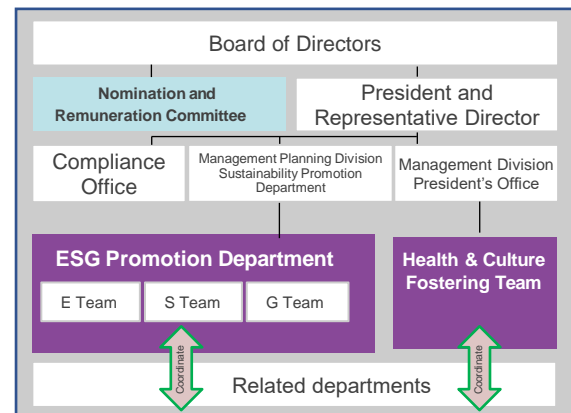 Board of Directors
Nomination and
Remuneration Committee
President and
Representative Director
Compliance
Office
Management Planning Division
Sustainability Promotion
Department
Management Division
President's Office
ESG Promotion Department
E Team
S Team
G Team
Health & Culture
Fostering Team
Coordinate
Coordinate
Related departments